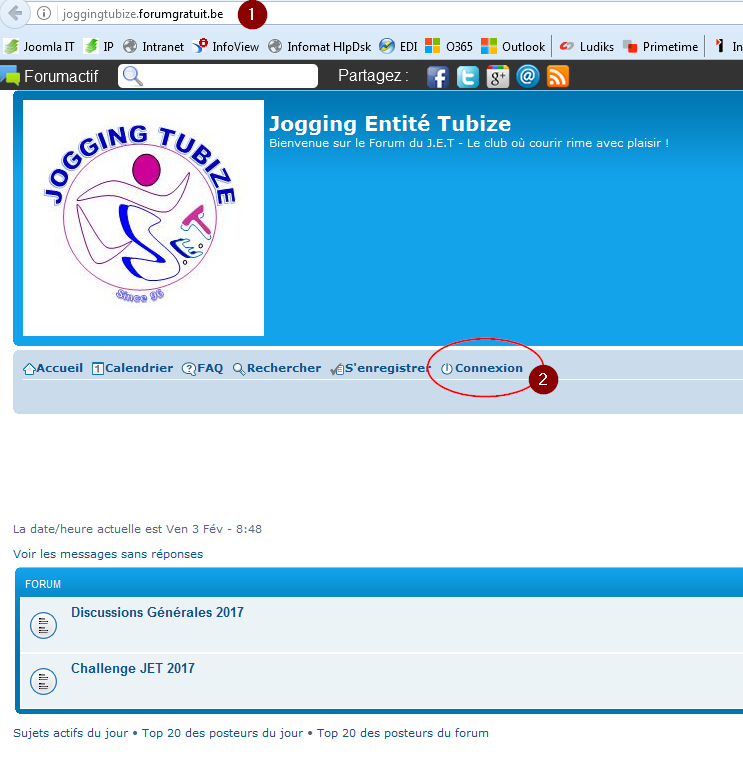 joggingtubize.forumgratuit.be 1
Joomla IT IP Intranet InfoView Infomat HlpDsk EDI O365 Outlook Ludiks Primetime In
Forumactif Partagez :
JOGGING TUBIZE
J.E.T
Since 95
Jogging Entité Tubize
Bienvenue sur le Forum du J.E.T - Le club où courir rime avec plaisir !
Accueil Calendrier FAQ Rechercher S'enregistrer Connexion 2
La date/heure actuelle est Ven 3 Fév - 8:48
Voir les messages sans réponses
FORUM
Discussions Générales 2017
Challenge JET 2017
Sujets actifs du jour • Top 20 des posteurs du jour • Top 20 des posteurs du forum